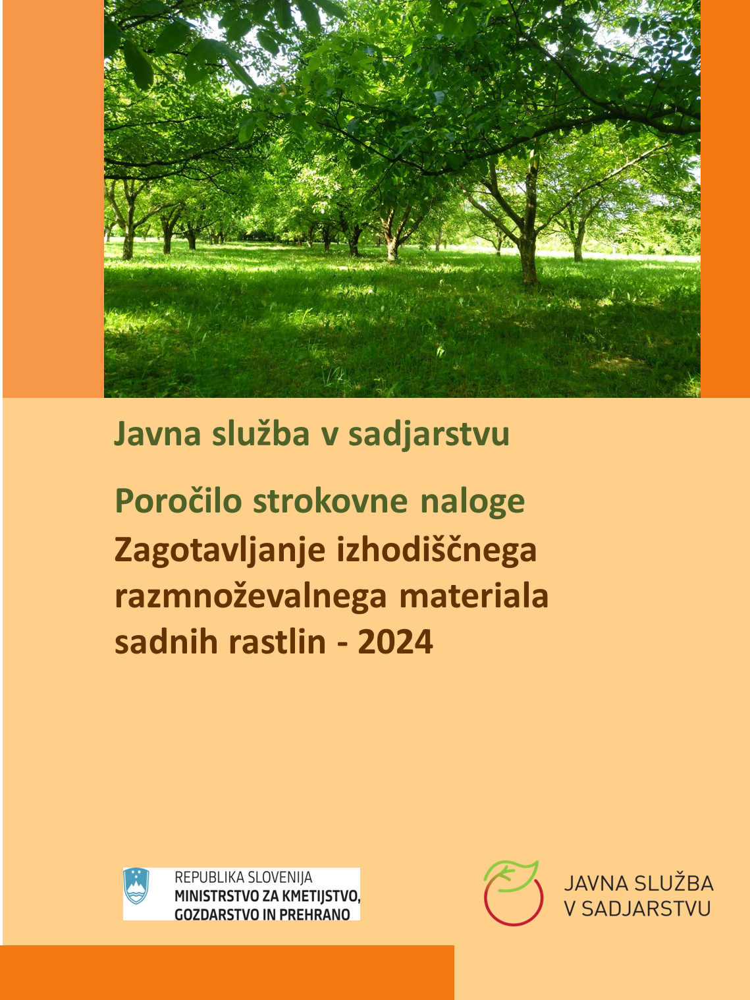 Javna služba v sadjarstvu
Poročilo strokovne naloge
Zagotavljanje izhodiščnega
razmnoževalnega materiala
sadnih rastlin - 2024
REPUBLIKA SLOVENIJA
MINISTRSTVO ZA KMETIJSTVO,
GOZDARSTVO IN PREHRANO
JAVNA SLUŽBA
V SADJARSTVU